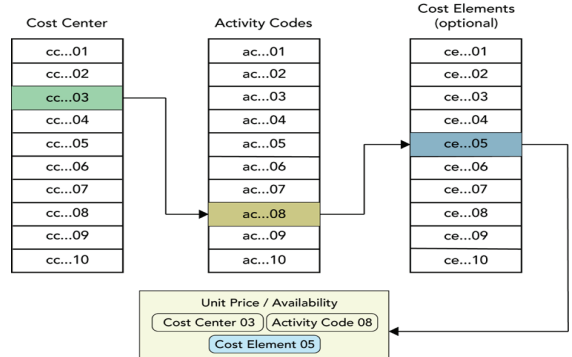 Cost Center
cc...01
cc...02
cc...03
cc...04
cc...05
cc...06
cc...07
cc...08
cc...09
cc...10
Activity Codes
ac...01
ac...02
ac...03
ac...04
ac...05
ac...06
ac...07
ac...08
ac...09
ac...10
Cost Elements
(optional)
ce...01
ce...02
ce...03
ce...04
ce...05
ce...06
ce...07
ce...08
ce...09
ce...10
Unit Price / Availability
Cost Center 03 Activity Code 08
Cost Element 05